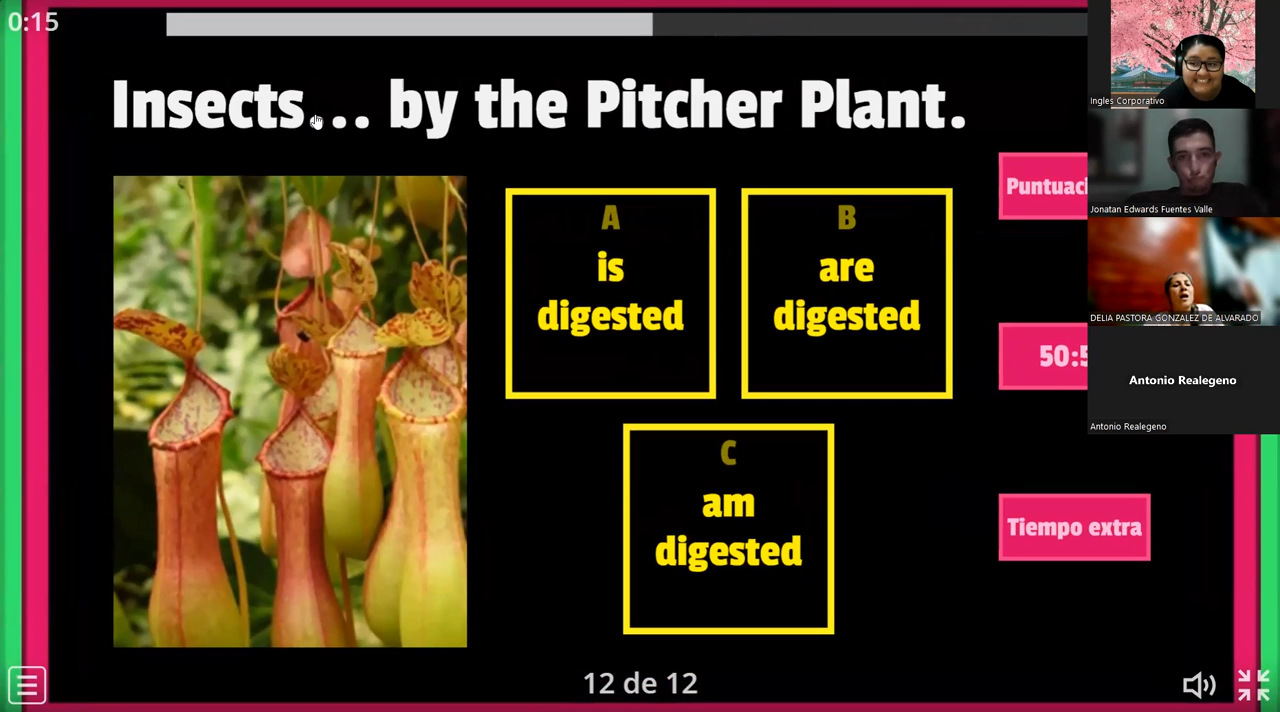 0:15
Insects... by the Pitcher Plant.
A
is
digested
B
are
digested
C
am
digested
50:5
Tiempo extra
12 de 12
Ingles Corporativo
Jonatan Edwards Fuentes Valle
DELIA PASTORA GONZALEZ DE ALVARADO
Antonio Realegeno
Antonio Realegeno